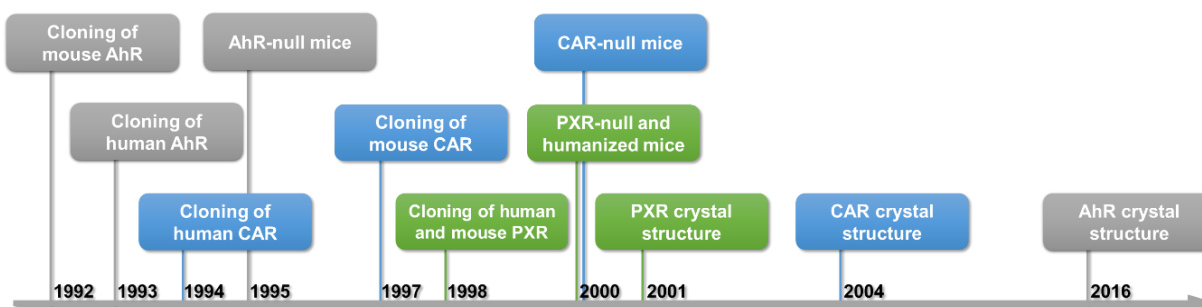 Cloning of
mouse AhR
AhR-null mice
CAR-null mice
Cloning of
human AhR
Cloning of
mouse CAR
PXR-null and
humanized mice
Cloning of
human CAR
Cloning of human
and mouse PXR
PXR crystal
structure
CAR crystal
structure
AhR crystal
structure
1992 1993 1994 1995 1997 1998 2000 2001 2004 2016